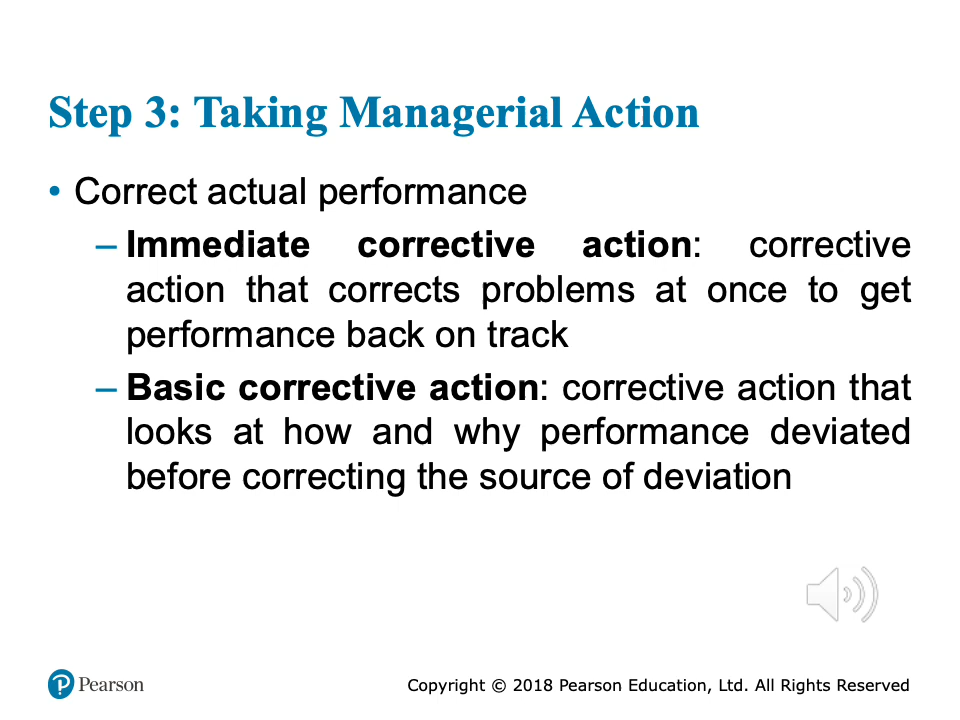 Step 3: Taking Managerial Action
• Correct actual performance
– Immediate corrective action: corrective
action that corrects problems at once to get
performance back on track
– Basic corrective action: corrective action that
looks at how and why performance deviated
before correcting the source of deviation
Pearson
Copyright © 2018 Pearson Education, Ltd. All Rights Reserved